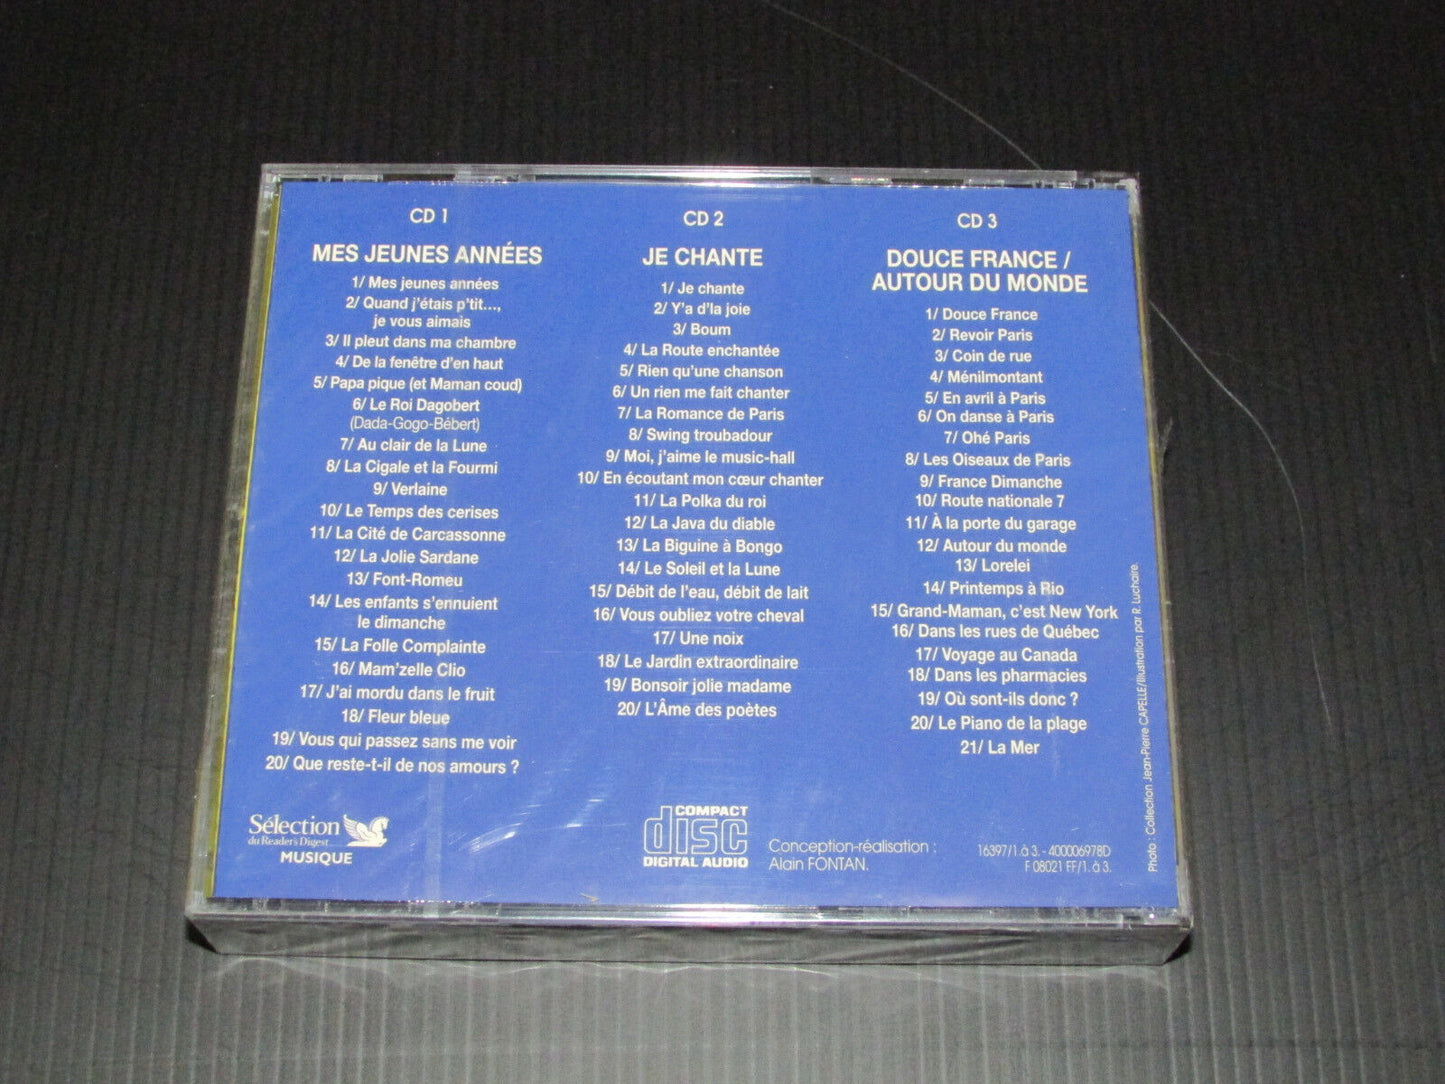 CD 1
MES JEUNES ANNÉES
1/ Mes jeunes années
2/ Quand j'étais p'tit...,
je vous aimais
3/ Il pleut dans ma chambre
4/ De la fenêtre d'en haut
5/ Papa pique (et Maman coud)
6/ Le Roi Dagobert
(Dada-Gogo-Bébert)
7/ Au clair de la Lune
8/ La Cigale et la Fourmi
9/ Verlaine
10/ Le Temps des cerises
11/ La Cité de Carcassonne
12/ La Jolie Sardane
13/ Font-Romeu
14/ Les enfants s'ennuient
le dimanche
15/ La Folle Complainte
16/ Mam'zelle Clio
17/ J'ai mordu dans le fruit
18/ Fleur bleue
19/ Vous qui passez sans me voir
20/ Que reste-t-il de nos amours ?
CD 2
JE CHANTE
1/ Je chante
2/ Y'a d'la joie
3/ Boum
4/ La Route enchantée
5/ Rien qu'une chanson
6/ Un rien me fait chanter
7/ La Romance de Paris
8/ Swing troubadour
9/ Moi, j'aime le music-hall
10/ En écoutant mon cœur chanter
11/ La Polka du roi
12/ La Java du diable
13/ La Biguine à Bongo
14/ Le Soleil et la Lune
15/ Débit de l'eau, débit de lait
16/ Vous oubliez votre cheval
17/ Une noix
18/ Le Jardin extraordinaire
19/ Bonsoir jolie madame
20/ L'Âme des poètes
CD 3
DOUCE FRANCE /
AUTOUR DU MONDE
1/ Douce France
2/ Revoir Paris
3/ Coin de rue
4/ Ménilmontant
5/ En avril à Paris
6/ On danse à Paris
7/ Ohé Paris
8/ Les Oiseaux de Paris
9/ France Dimanche
10/ Route nationale 7
11/ À la porte du garage
12/ Autour du monde
13/ Lorelei
14/ Printemps à Rio
15/ Grand-Maman, c'est New York
16/ Dans les rues de Québec
17/ Voyage au Canada
18/ Dans les pharmacies
19/ Où sont-ils donc ?
20/ Le Piano de la plage
21/ La Mer
Sélection
du Reader's Digest
MUSIQUE
COMPACT
disc
DIGITAL AUDIO
Conception-réalisation :
Alain FONTAN.
16397/1.à 3. - 400006978D
F 08021 FF/1. à 3.
Photo : Collection Jean-Pierre CAPELLE/Illustration par R. Luchaire.